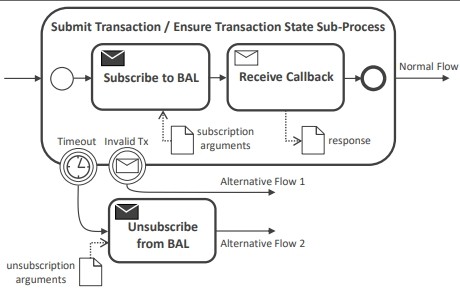 Submit Transaction / Ensure Transaction State Sub-Process
Subscribe to BAL
Receive Callback
Normal Flow
subscription
arguments
response
Timeout
Invalid Tx
Alternative Flow 1
Unsubscribe
from BAL
Alternative Flow 2
unsubscription
arguments